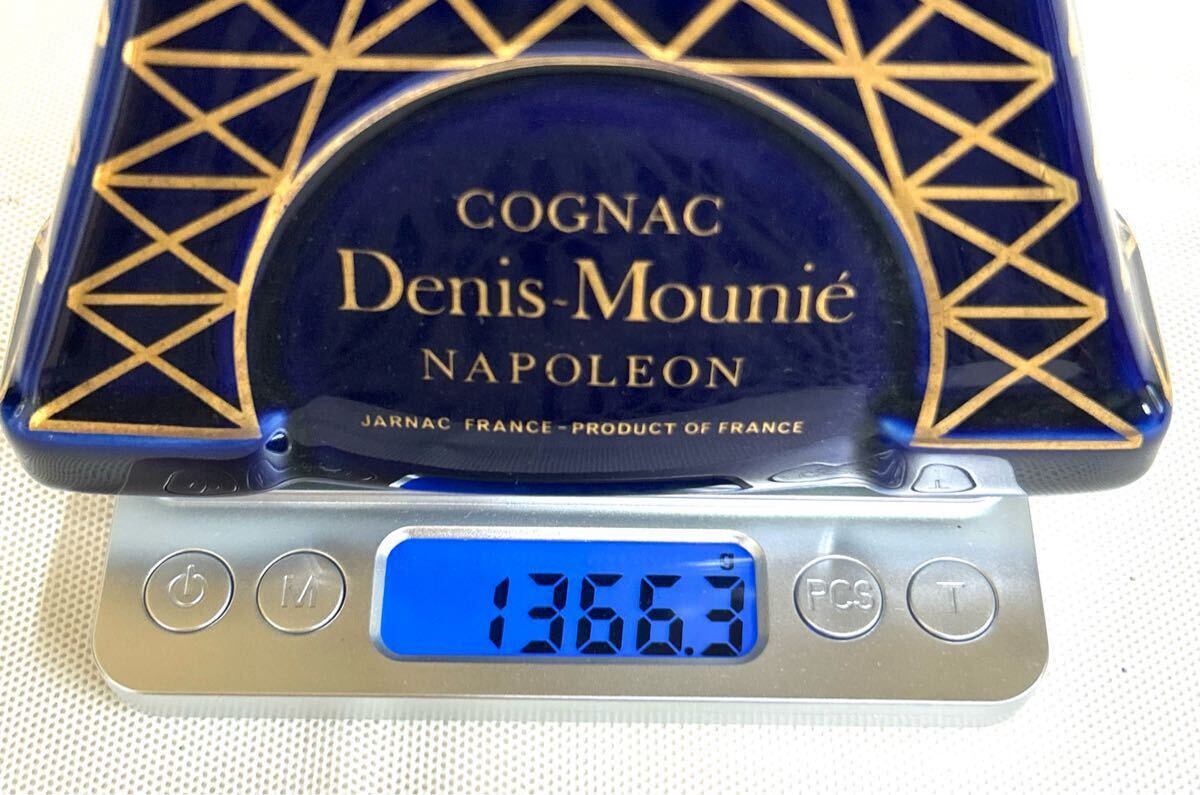 COGNAC
Denis-Mounié
NAPOLEON
JARNAC FRANCE-PRODUCT OF FRANCE
g
M 1366.3 PCS T